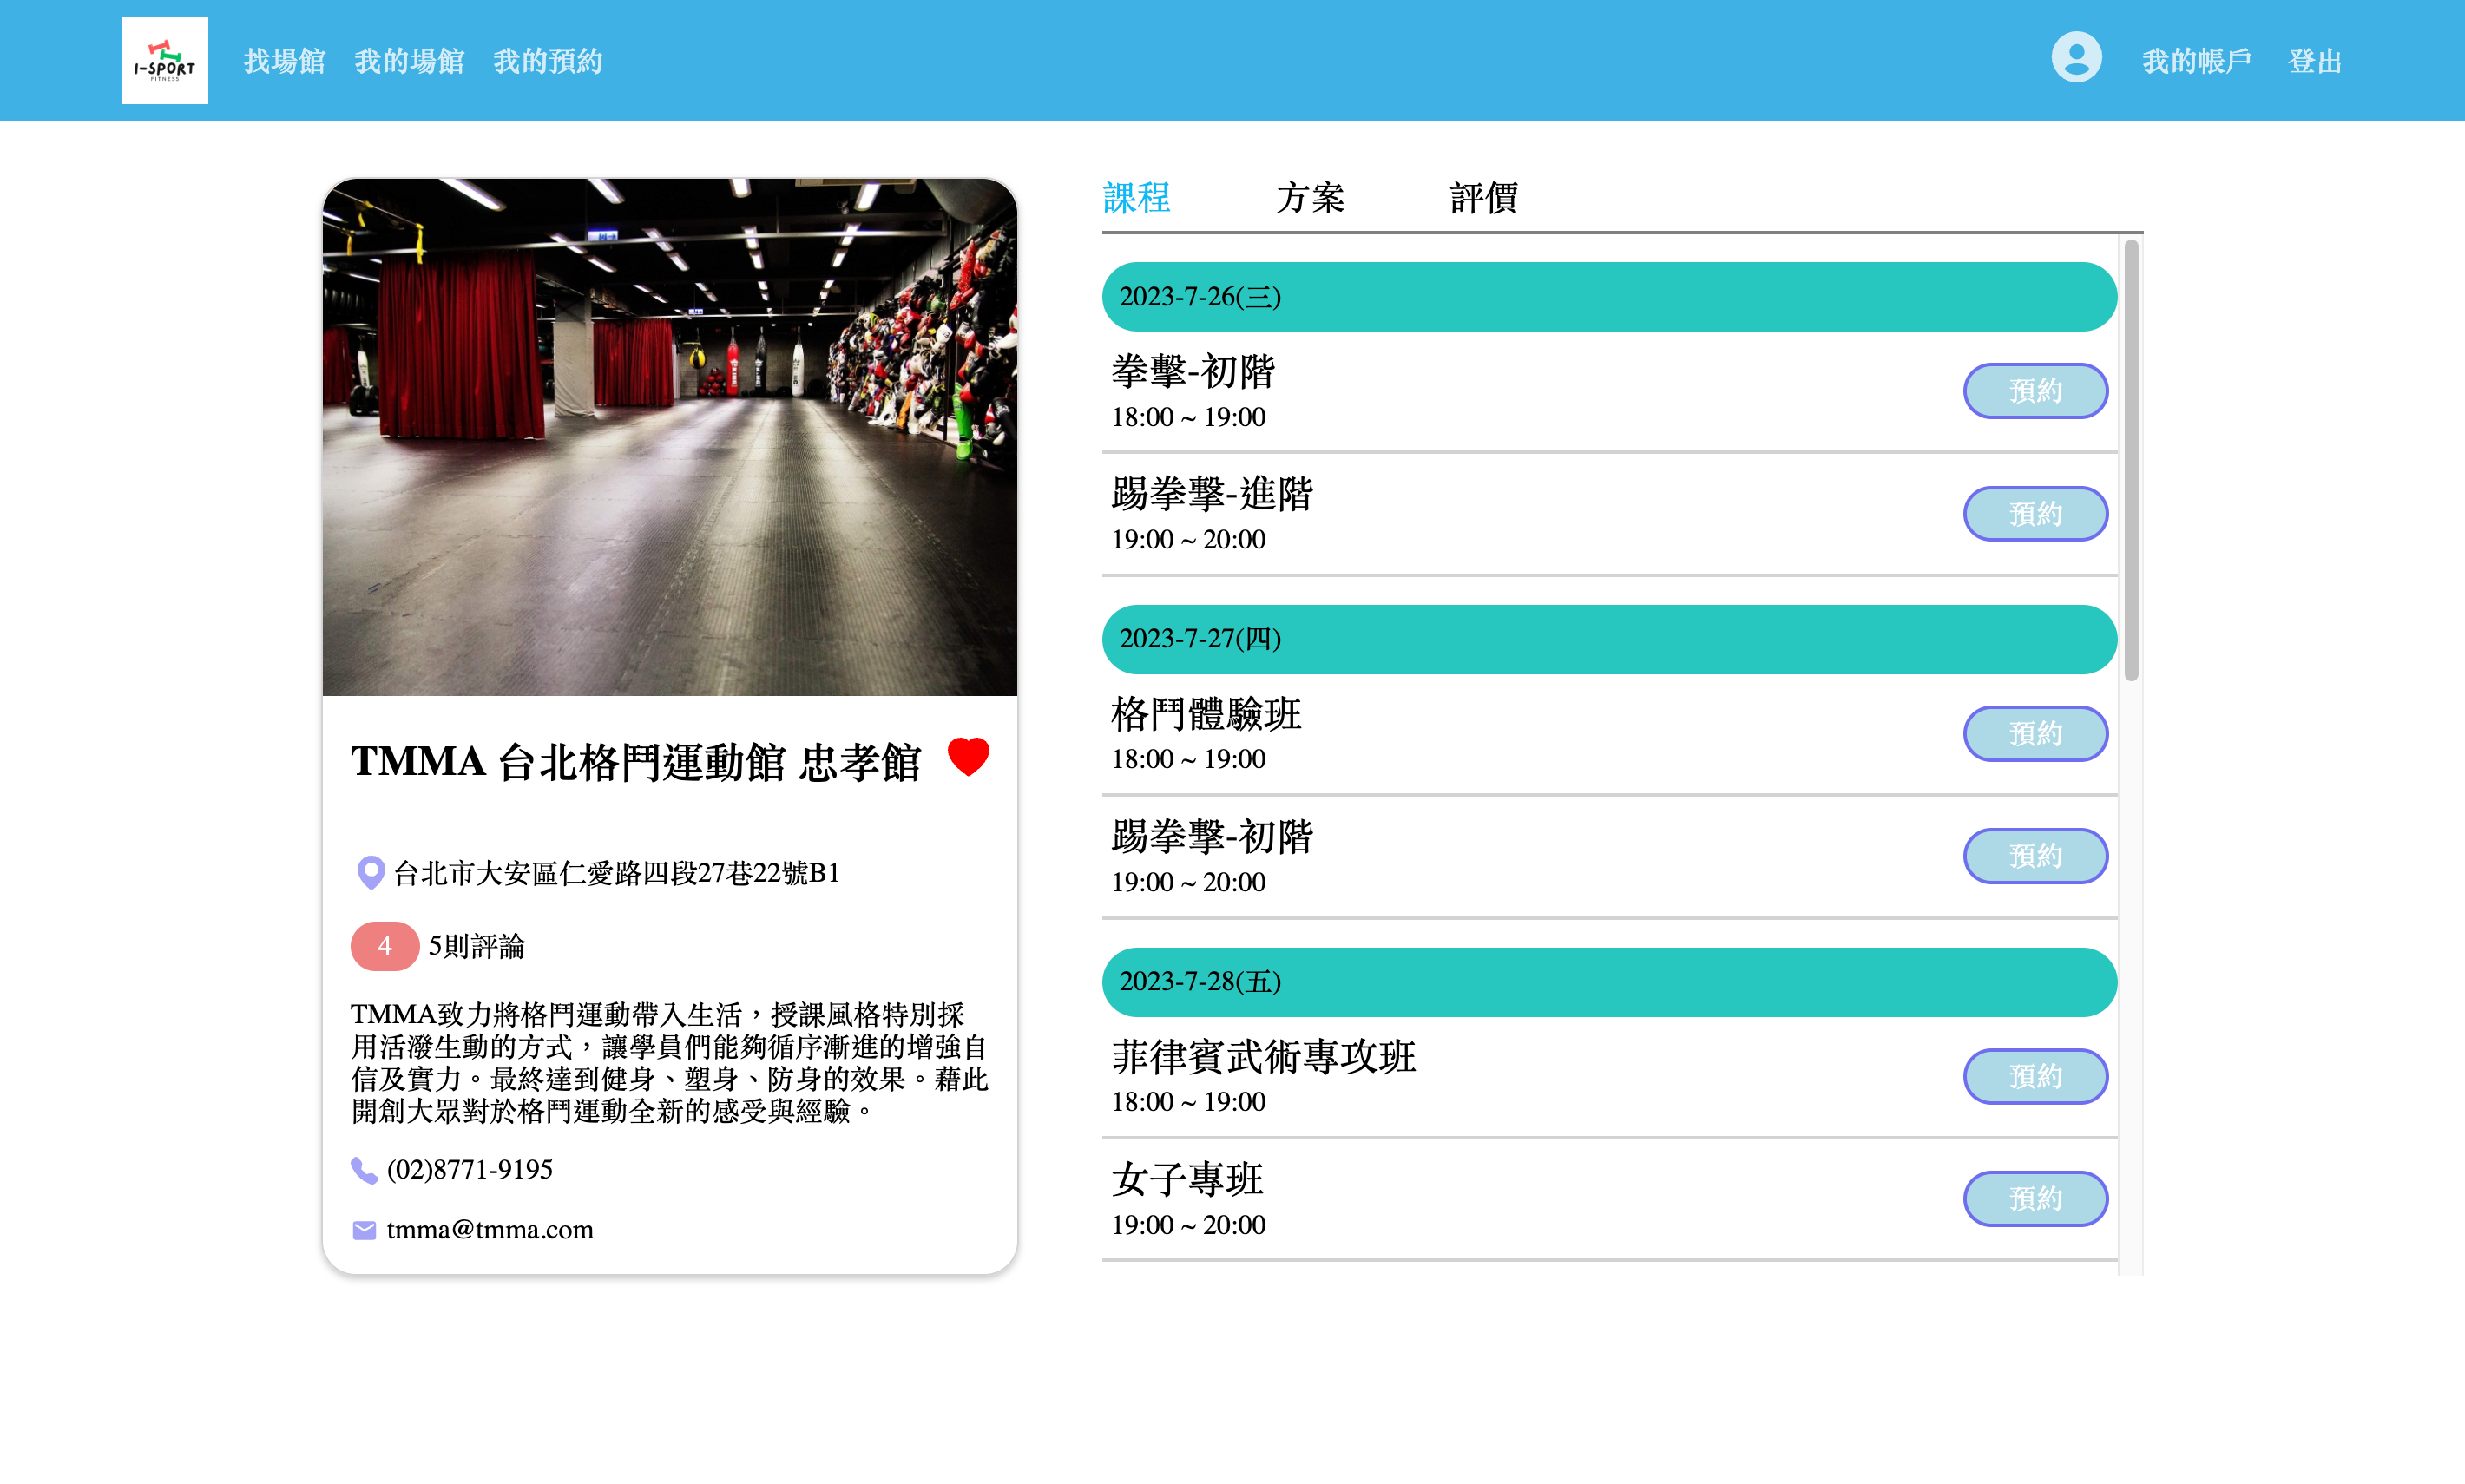 I-SPORT
FITNESS
找場館 我的場館 我的預約
我的帳戶 登出
TMMA 台北格鬥運動館 忠孝館
台北市大安區仁愛路四段27巷22號B1
4 5則評論
TMMA致力將格鬥運動帶入生活，授課風格特別採
用活潑生動的方式，讓學員們能夠循序漸進的增強自
信及實力。最終達到健身、塑身、防身的效果。藉此
開創大眾對於格鬥運動全新的感受與經驗。
(02)8771-9195
tmma@tmma.com
課程 方案 評價
2023-7-26(三)
拳擊-初階
18:00 ~ 19:00
預約
踢拳擊-進階
19:00 ~ 20:00
預約
2023-7-27(四)
格鬥體驗班
18:00 ~ 19:00
預約
踢拳擊-初階
19:00 ~ 20:00
預約
2023-7-28(五)
菲律賓武術專攻班
18:00 ~ 19:00
預約
女子專班
19:00 ~ 20:00
預約